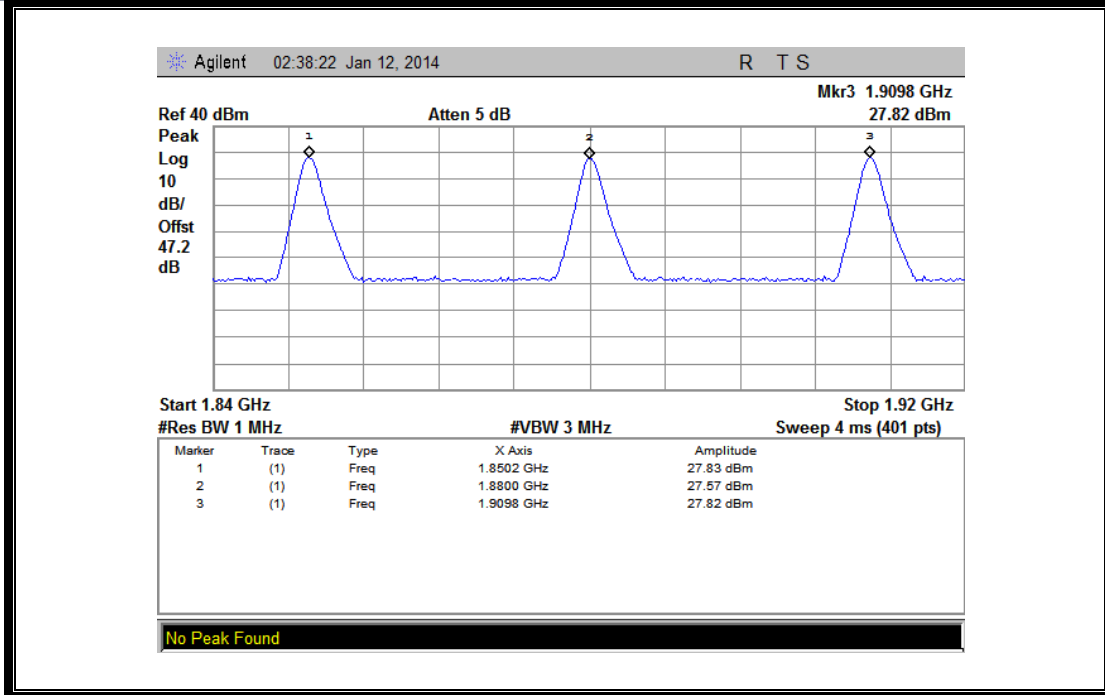 Agilent 02:38:22 Jan 12, 2014 R T S
Mkr3 1.9098 GHz
Ref 40 dBm Atten 5 dB 27.82 dBm
Peak
Log
10
dB/
Offst
47.2
dB
1 2 3
Start 1.84 GHz Stop 1.92 GHz
#Res BW 1 MHz #VBW 3 MHz Sweep 4 ms (401 pts)
Marker Trace Type X Axis Amplitude
1 (1) Freq 1.8502 GHz 27.83 dBm
2 (1) Freq 1.8800 GHz 27.57 dBm
3 (1) Freq 1.9098 GHz 27.82 dBm
No Peak Found